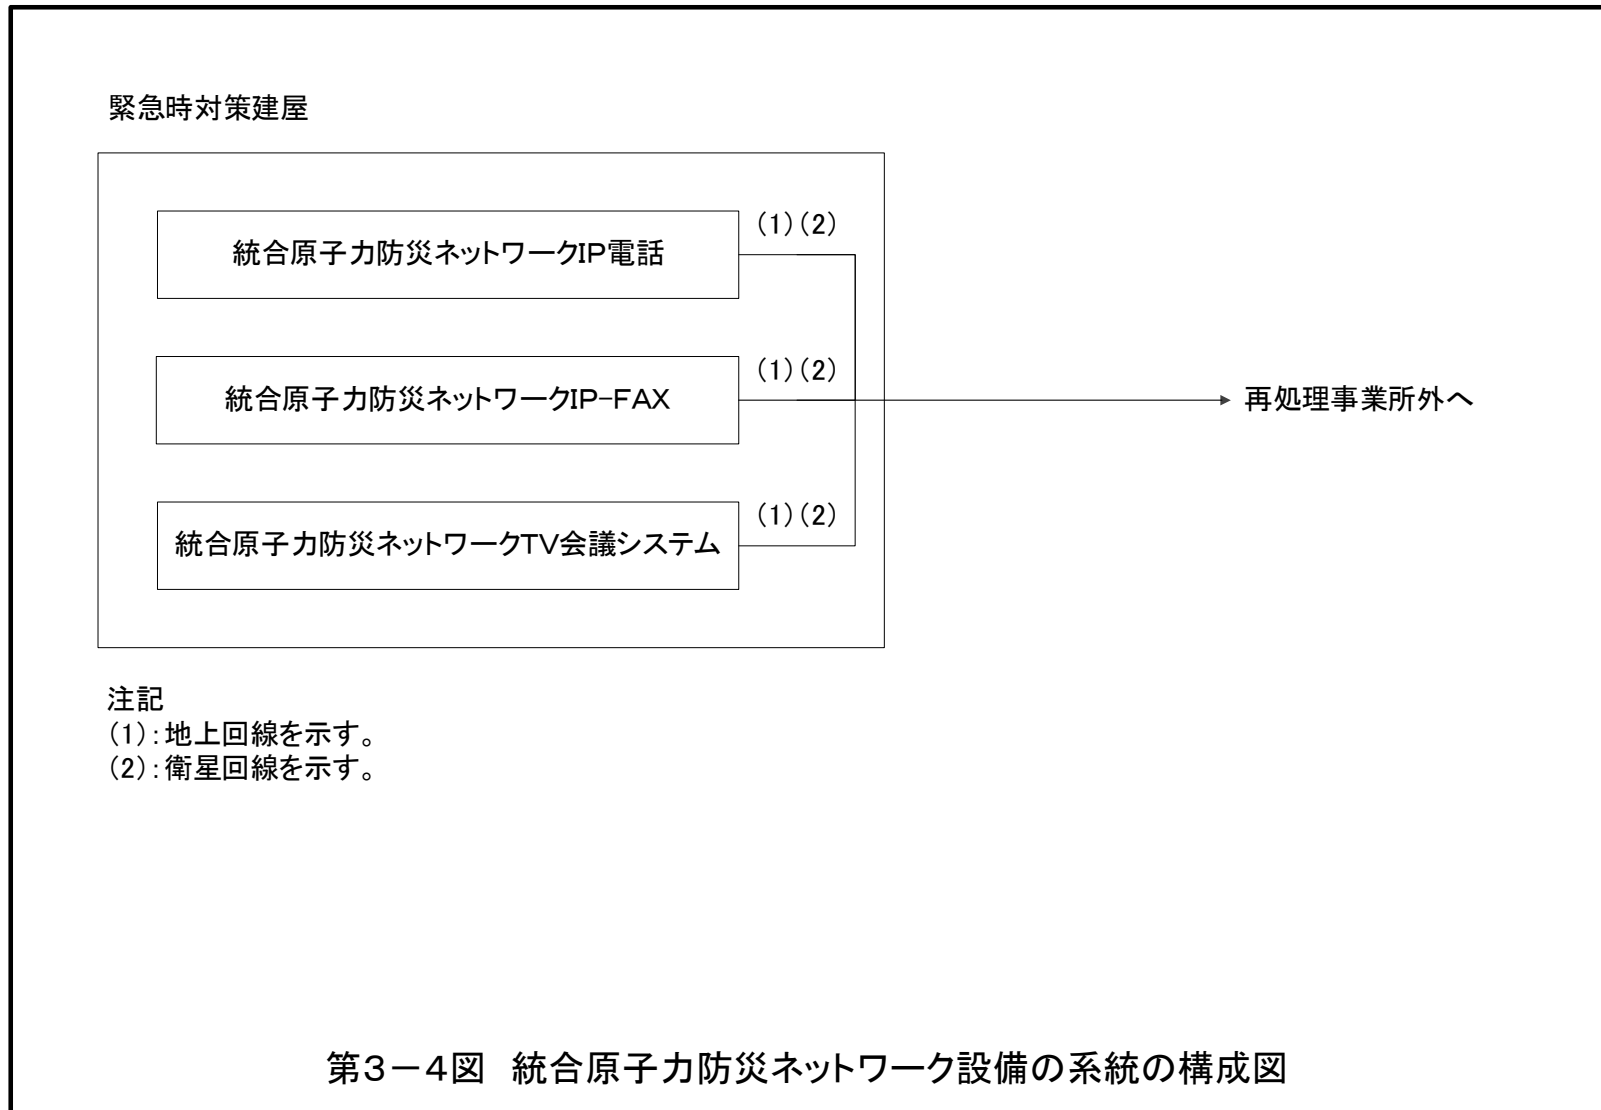 緊急時対策建屋
(1)(2)
統合原子力防災ネットワークIP電話
(1)(2)
統合原子力防災ネットワークIP-FAX
再処理事業所外へ
(1)(2)
統合原子力防災ネットワークTV会議システム
注記
(1):地上回線を示す。
(2):衛星回線を示す。
第3-4図 統合原子力防災ネットワーク設備の系統の構成図